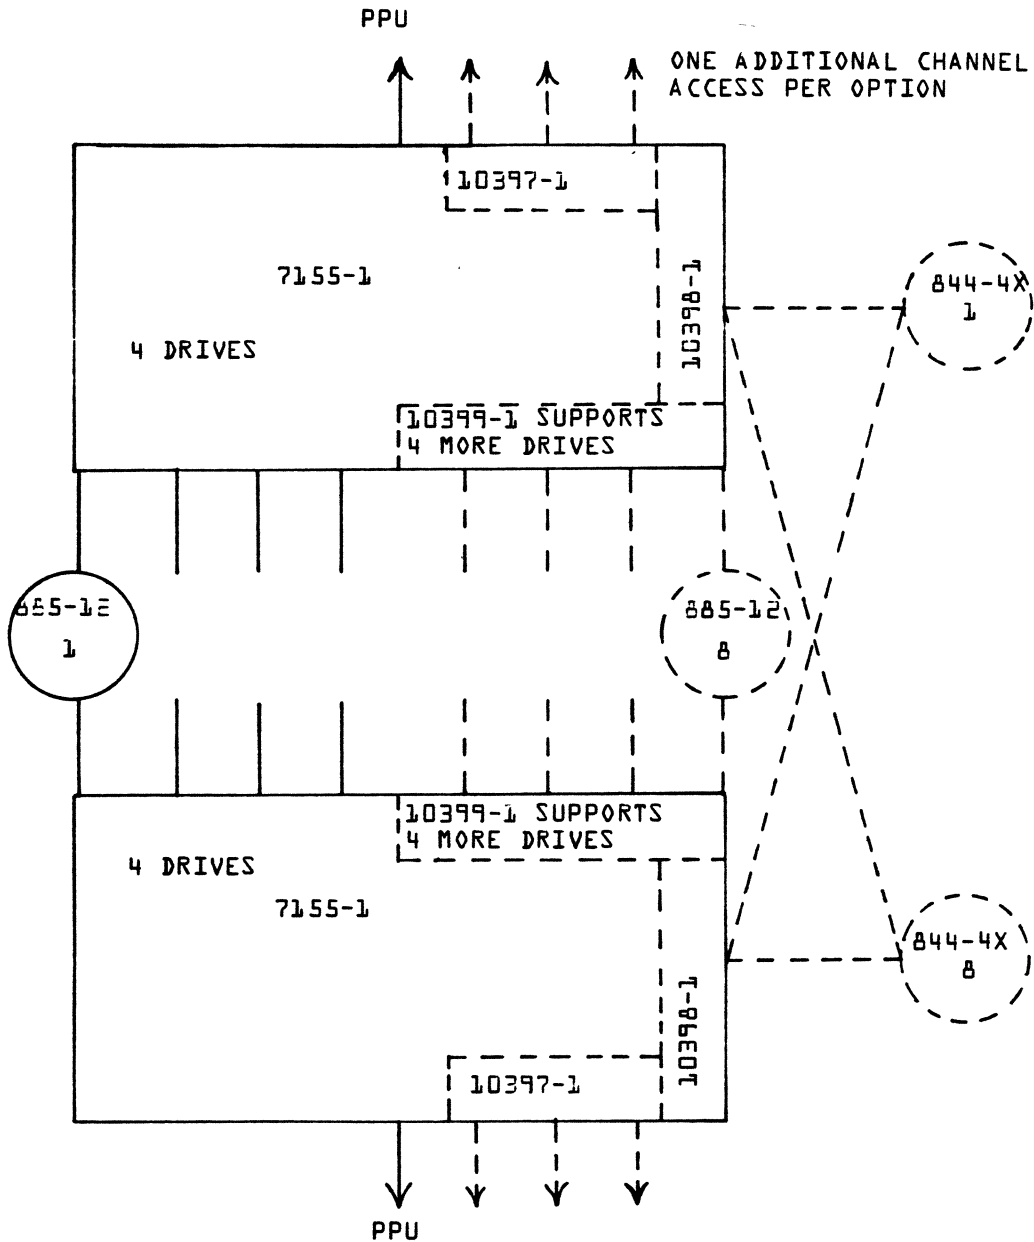 PPU
ONE ADDITIONAL CHANNEL
ACCESS PER OPTION
10397-1
7155-1
10398-1
844-4X
1
4 DRIVES
10399-1 SUPPORTS
4 MORE DRIVES
885-12
1
885-12
8
10399-1 SUPPORTS
4 MORE DRIVES
4 DRIVES
7155-1
844-4X
8
10398-1
10397-1
PPU